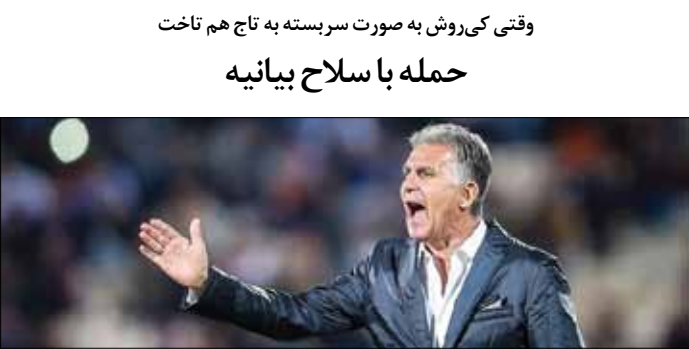 وقتی کی‌روش به صورت سربسته به تاج هم تاخت
حمله با سلاح بیانیه